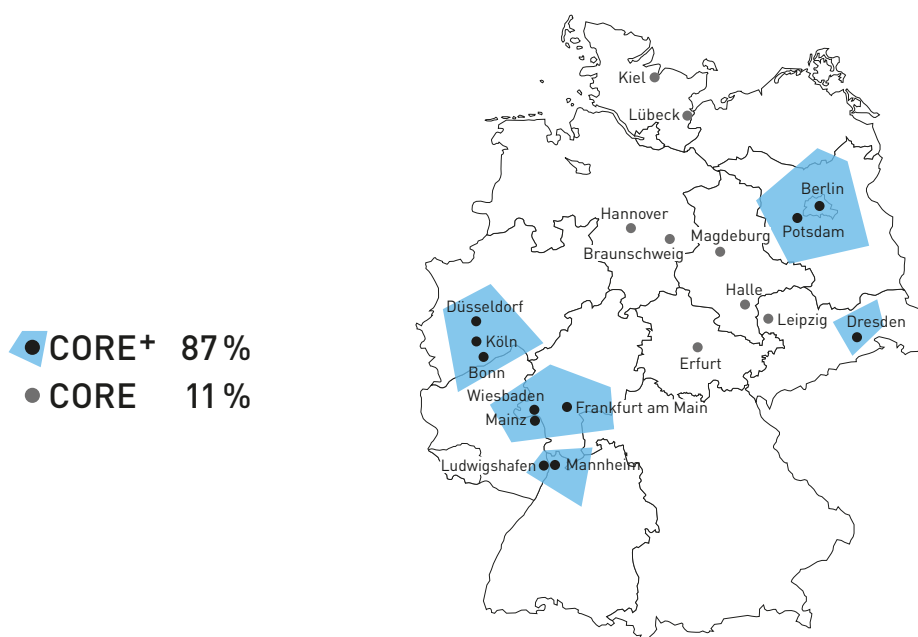 CORE+ 87 %
CORE 11 %
Kiel
Lübeck
Berlin
Potsdam
Hannover
Braunschweig
Magdeburg
Halle
Leipzig
Dresden
Düsseldorf
Köln
Bonn
Erfurt
Wiesbaden
Frankfurt am Main
Mainz
Ludwigshafen
Mannheim